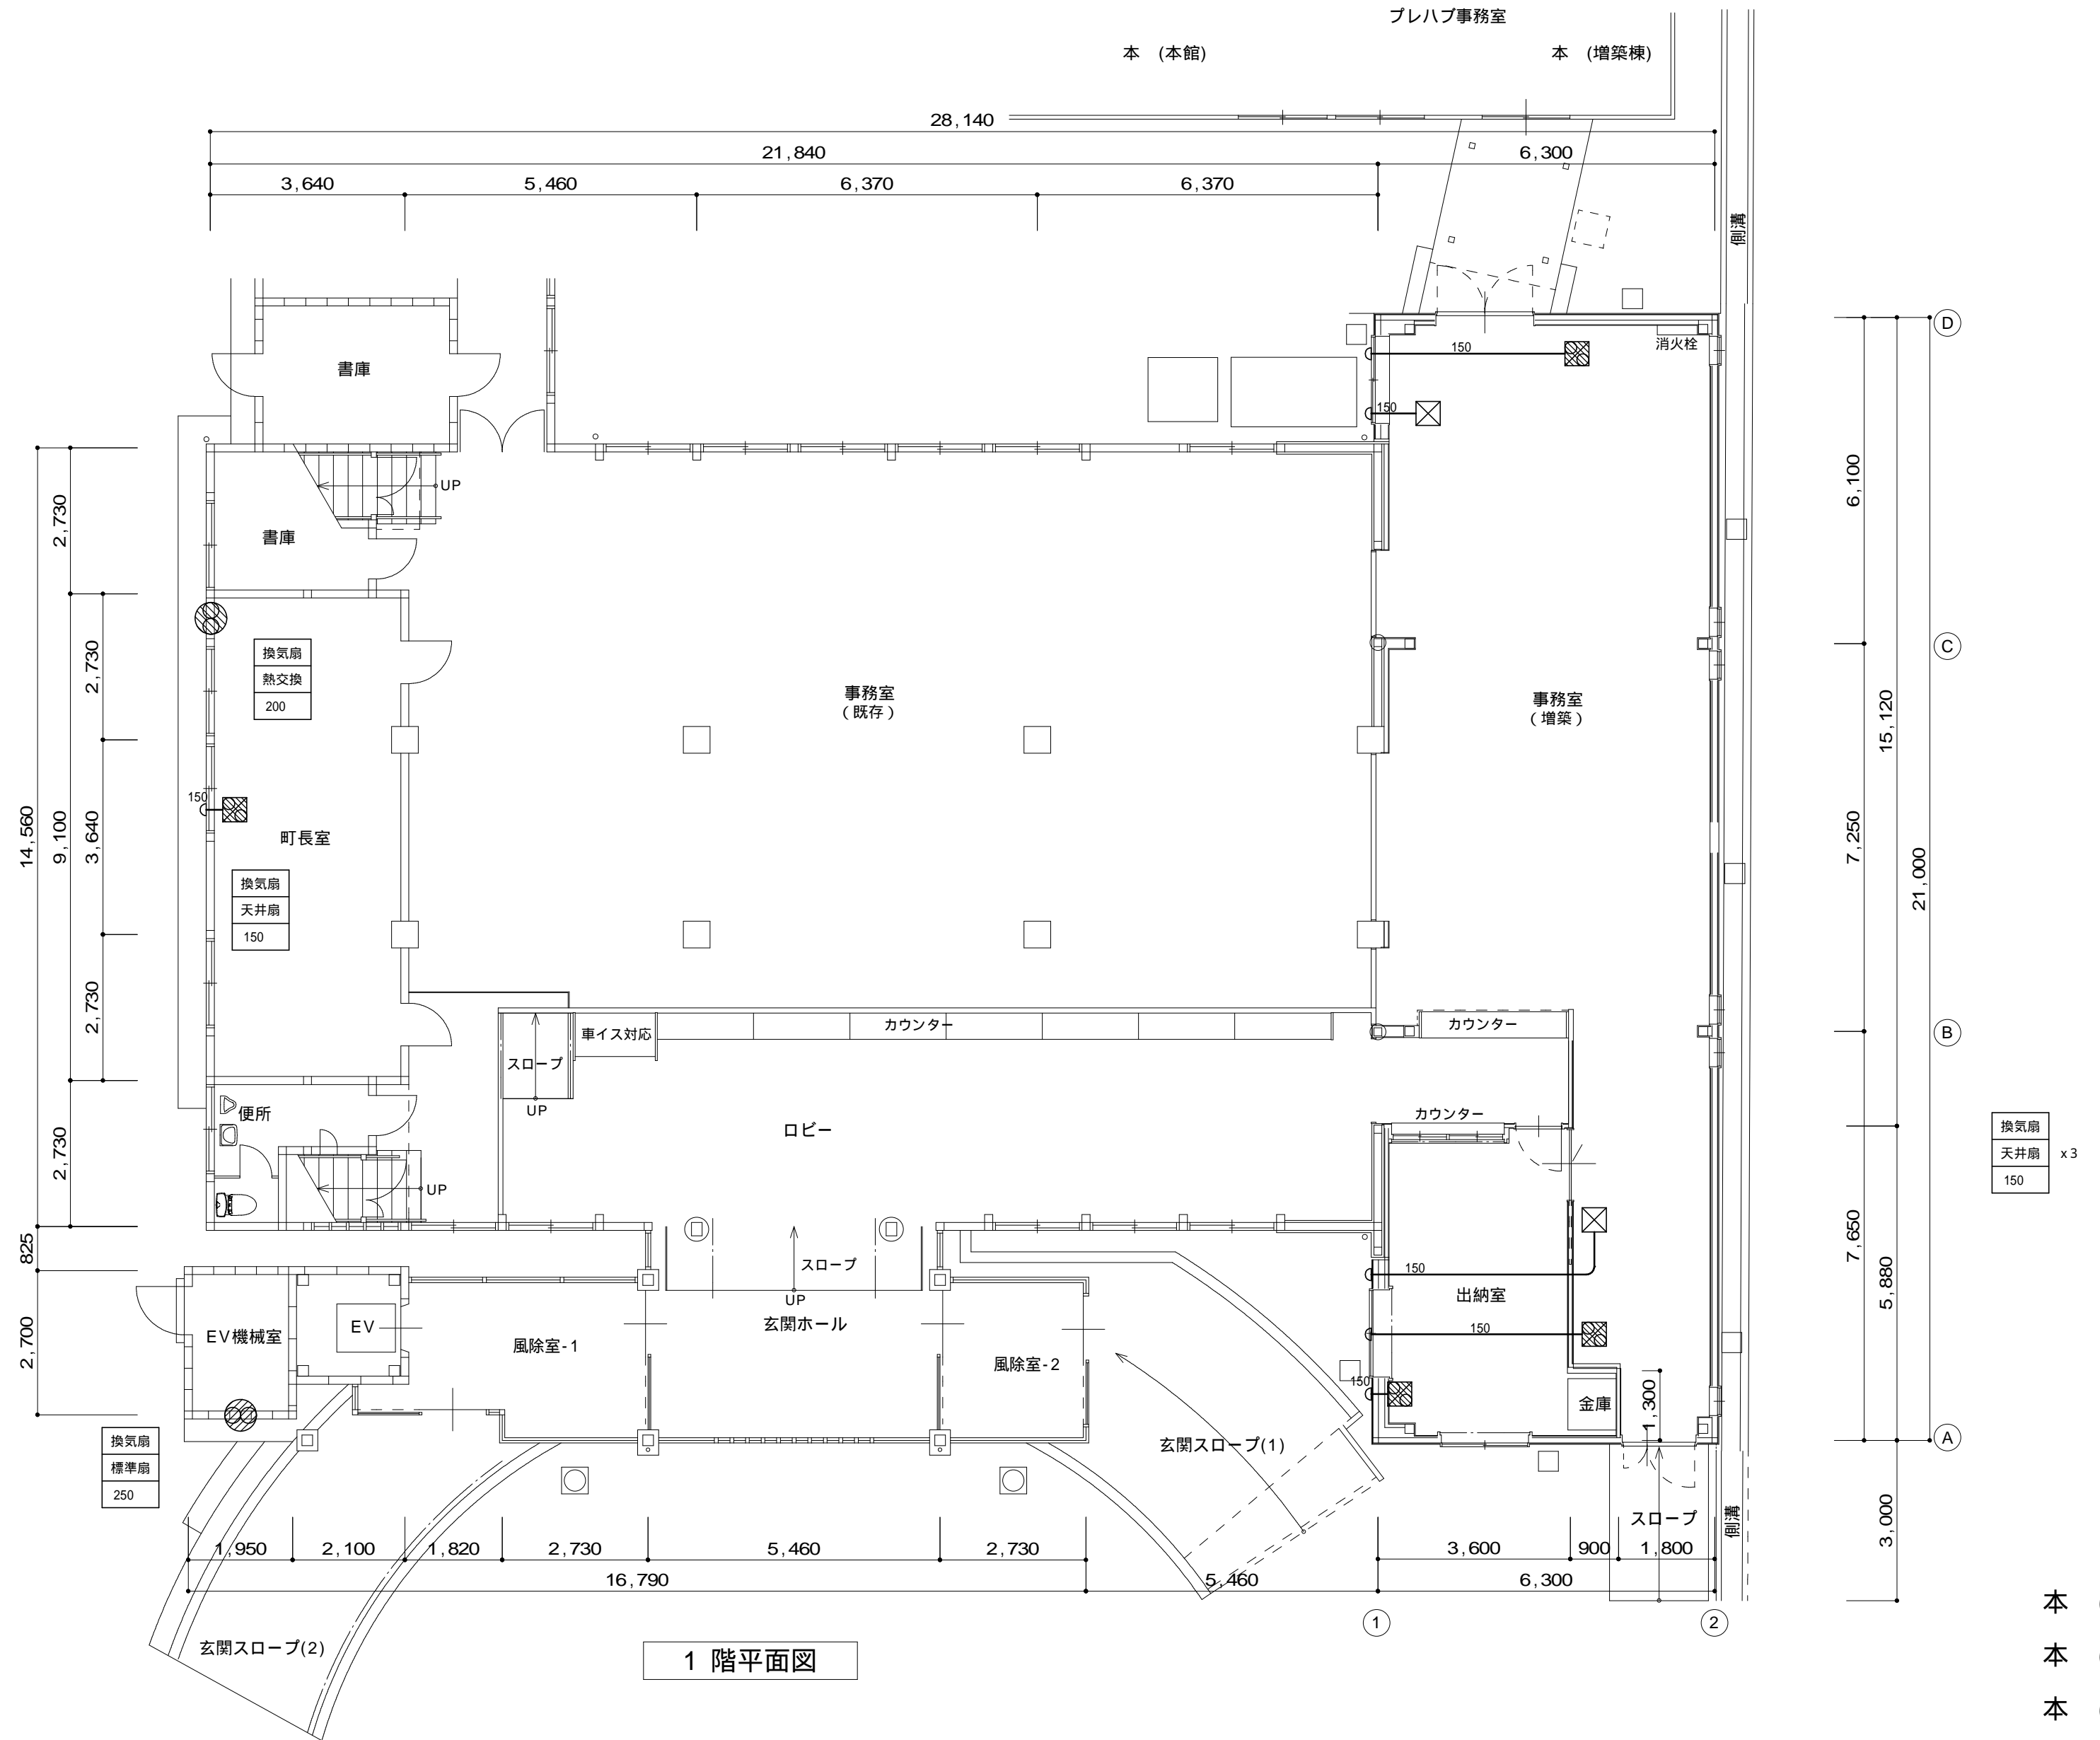 プレハブ事務室
本 (本館)
本 (増築棟)
28,140
21,840
6,300
3,640
5,460
6,370
6,370
側溝
D
書庫
150
消火栓
150
UP
2,730
6,100
書庫
換気扇
熱交換
200
2,730
C
事務室
(既存)
事務室
(増築)
15,120
150
町長室
14,560
9,100
3,640
7,250
21,000
換気扇
天井扇
150
2,730
カウンター
車イス対応
スロープ
UP
カウンター
B
便所
ロビー
カウンター
換気扇
天井扇
150
x3
2,730
UP
825
スロープ
UP
150
7,650
出納室
5,880
EV機械室
EV
風除室-1
玄関ホール
風除室-2
150
2,700
150
金庫
1,300
換気扇
標準扇
250
玄関スロープ(1)
A
スロープ
側溝
3,000
1,950
2,100
1,820
2,730
5,460
2,730
3,600
900
1,800
16,790
5,460
6,300
1
2
玄関スロープ(2)
1 階平面図
本
本
本